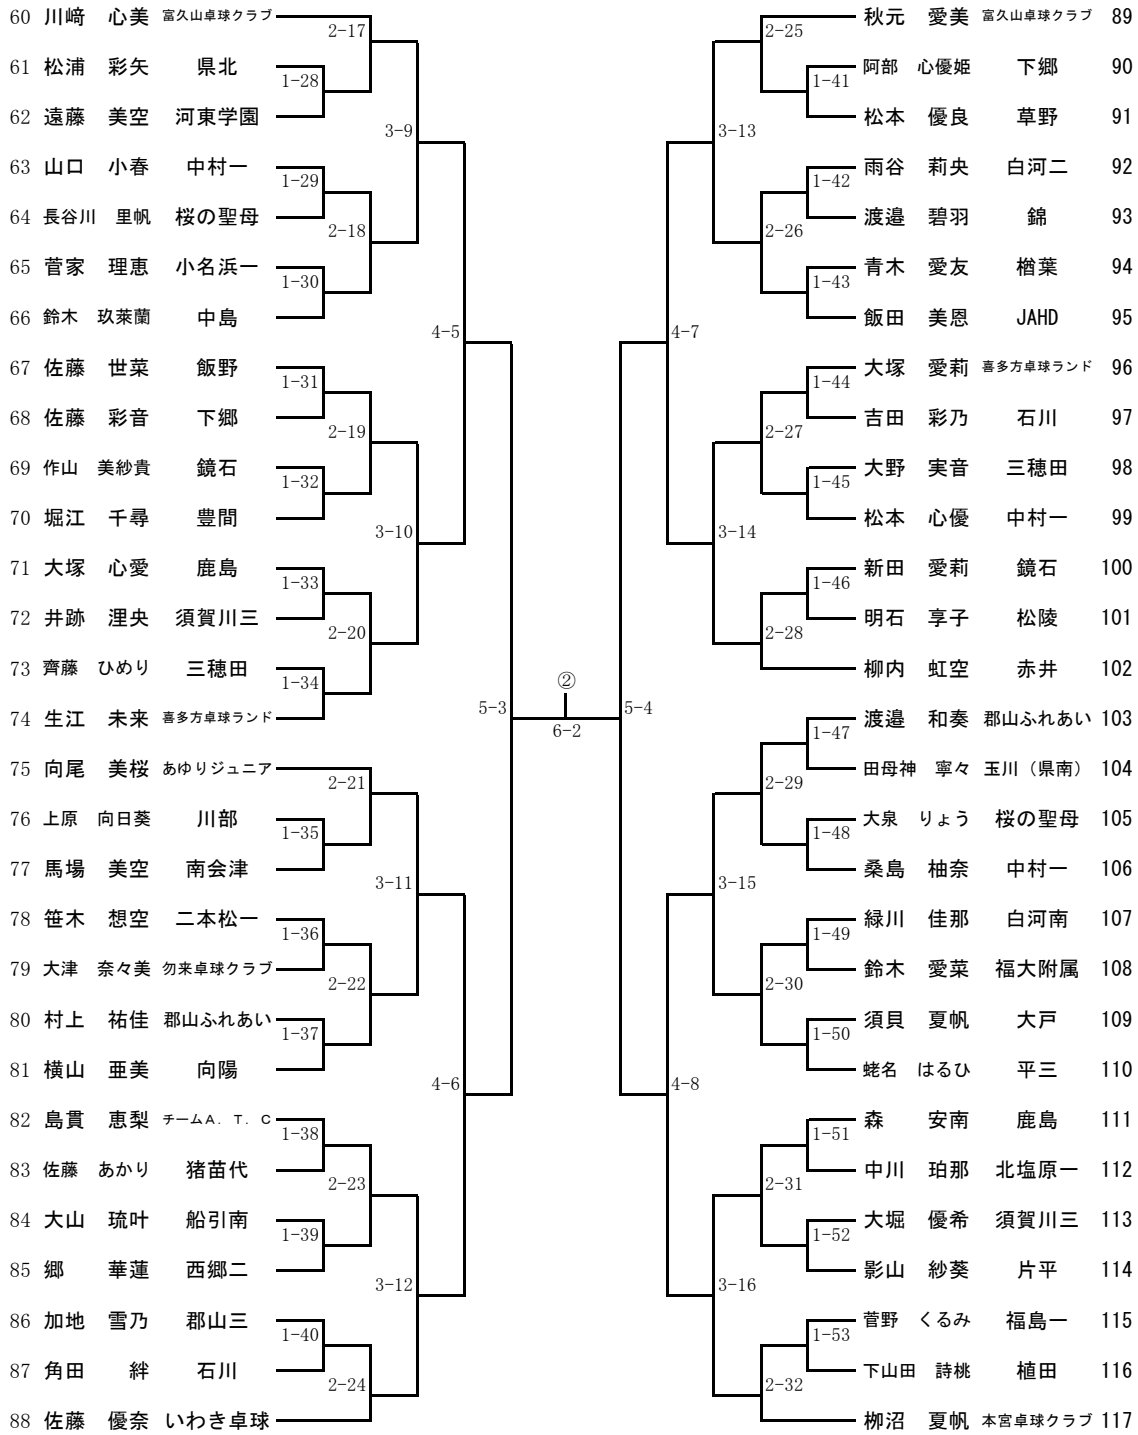 60 川﨑 心美 富久山卓球クラブ
2-17
61 松浦 彩矢 県北
1-28
62 遠藤 美空 河東学園
3-9
63 山口 小春 中村一
1-29
64 長谷川 里帆 桜の聖母
2-18
65 菅家 理恵 小名浜一
1-30
66 鈴木 玖莱蘭 中島
4-5
67 佐藤 世菜 飯野
1-31
68 佐藤 彩音 下郷
2-19
69 作山 美紗貴 鏡石
1-32
70 堀江 千尋 豊間
3-10
71 大塚 心愛 鹿島
1-33
72 井跡 浬央 須賀川三
2-20
73 齊藤 ひめり 三穂田
1-34
74 生江 未来 喜多方卓球ランド
5-3
75 向尾 美桜 あゆりジュニア
2-21
76 上原 向日葵 川部
1-35
77 馬場 美空 南会津
3-11
78 笹木 想空 二本松一
1-36
79 大津 奈々美 勿来卓球クラブ
2-22
80 村上 祐佳 郡山ふれあい
1-37
81 横山 亜美 向陽
4-6
82 島貫 恵梨 チームA．T．C
1-38
83 佐藤 あかり 猪苗代
2-23
84 大山 琉叶 船引南
1-39
85 郷 華蓮 西郷二
3-12
86 加地 雪乃 郡山三
1-40
87 角田 絆 石川
2-24
88 佐藤 優奈 いわき卓球
②
6-2
秋元 愛美 富久山卓球クラブ 89
2-25
阿部 心優姫 下郷 90
1-41
松本 優良 草野 91
3-13
雨谷 莉央 白河二 92
1-42
渡邉 碧羽 錦 93
2-26
青木 愛友 楢葉 94
1-43
飯田 美恩 JAHD 95
4-7
大塚 愛莉 喜多方卓球ランド 96
1-44
吉田 彩乃 石川 97
2-27
大野 実音 三穂田 98
1-45
松本 心優 中村一 99
3-14
新田 愛莉 鏡石 100
1-46
明石 享子 松陵 101
2-28
柳内 虹空 赤井 102
5-4
渡邉 和奏 郡山ふれあい 103
1-47
田母神 寧々 玉川（県南） 104
2-29
大泉 りょう 桜の聖母 105
1-48
桑島 柚奈 中村一 106
3-15
緑川 佳那 白河南 107
1-49
鈴木 愛菜 福大附属 108
2-30
須貝 夏帆 大戸 109
1-50
蛯名 はるひ 平三 110
4-8
森 安南 鹿島 111
1-51
中川 珀那 北塩原一 112
2-31
大堀 優希 須賀川三 113
1-52
影山 紗葵 片平 114
3-16
菅野 くるみ 福島一 115
1-53
下山田 詩桃 植田 116
2-32
栁沼 夏帆 本宮卓球クラブ 117